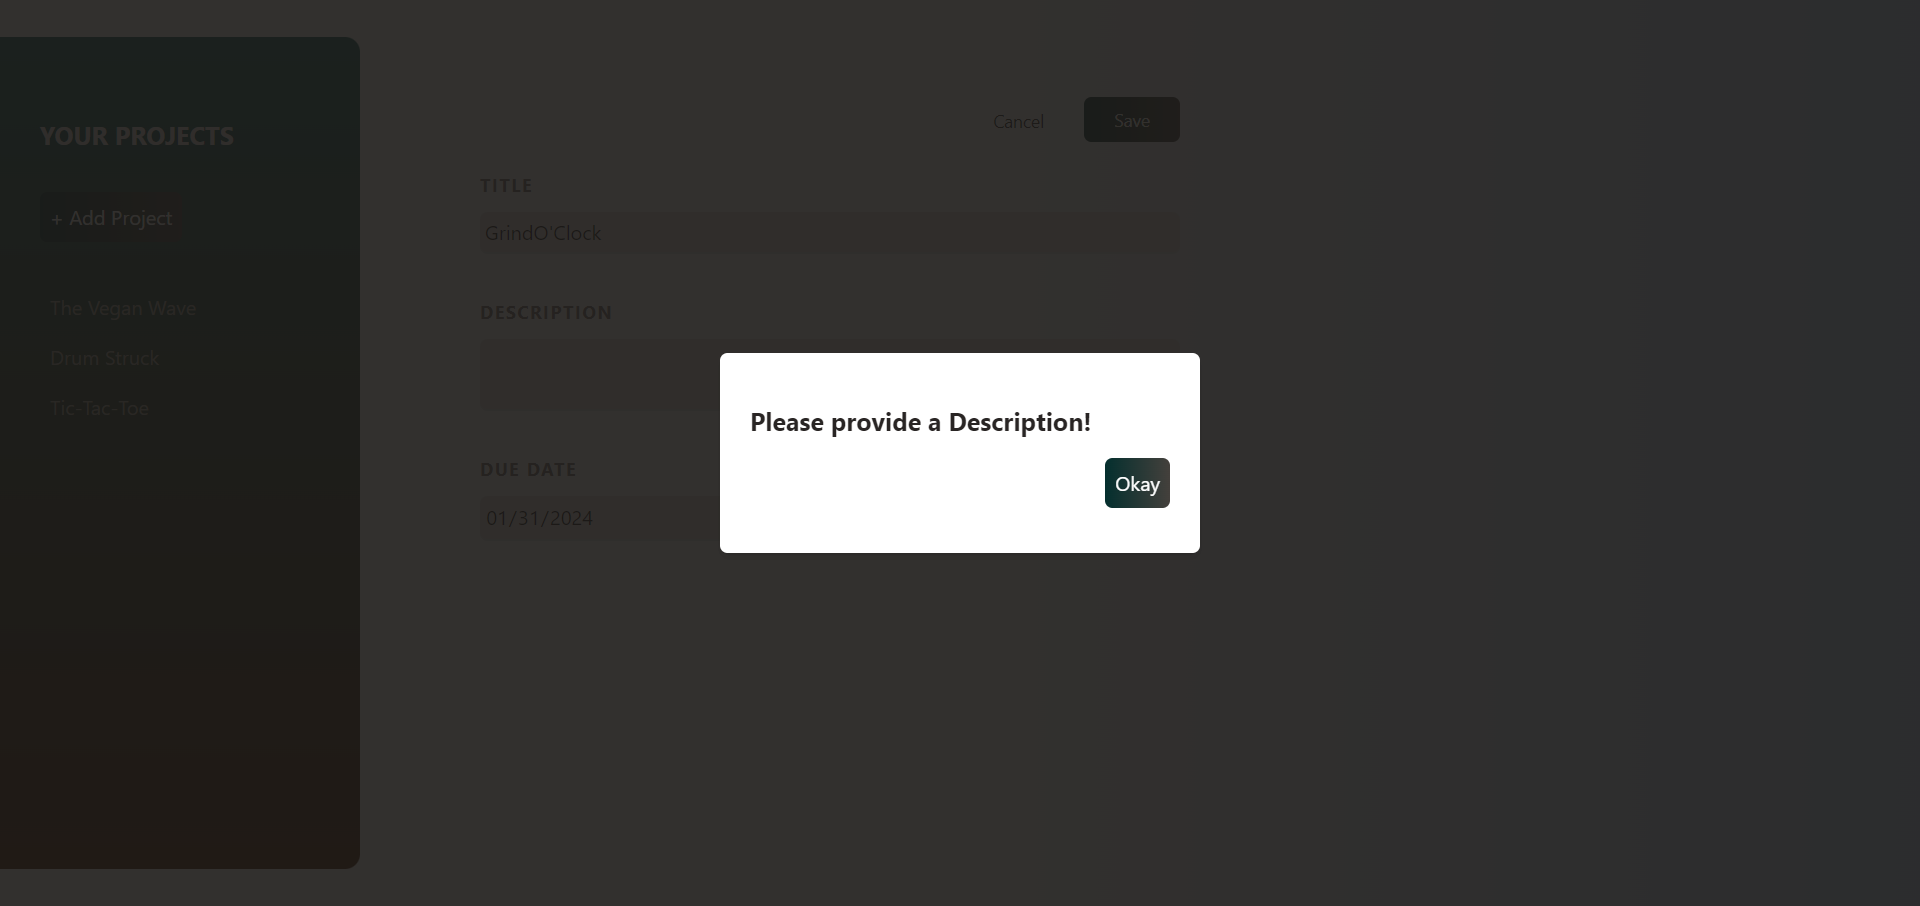 YOUR PROJECTS
+ Add Project
The Vegan Wave
Drum Struck
Tic-Tac-Toe
Cancel
Save
TITLE
GrindO'Clock
DESCRIPTION
DUE DATE
01/31/2024
Please provide a Description!
Okay